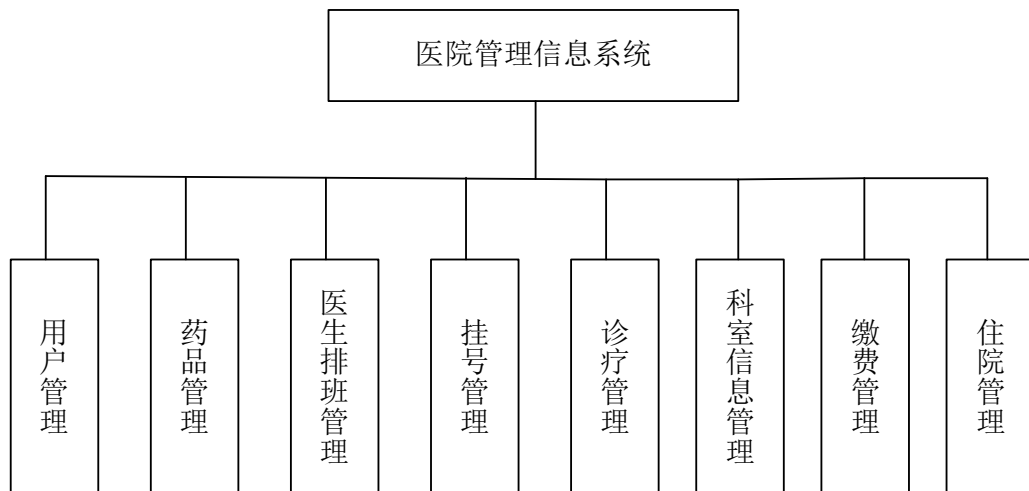 医院管理信息系统
用户管理
药品管理
医生排班管理
挂号管理
诊疗管理
科室信息管理
缴费管理
住院管理